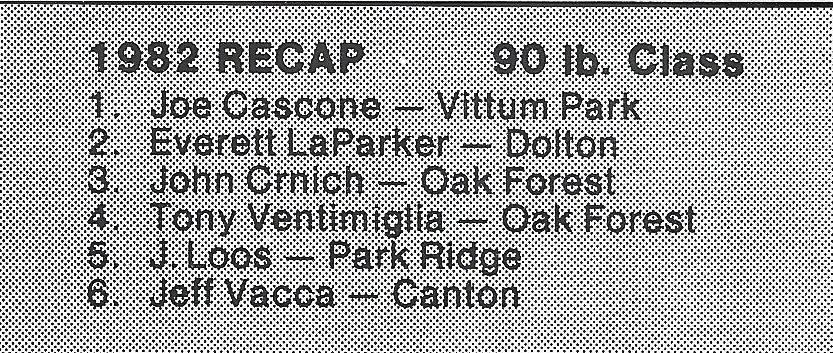 1982 RECAP 90 lb. Class
1. Joe Cascone — Vittum Park
2. Everett LaParker — Dolton
3. John Crnich — Oak Forest
4. Tony Ventimiglia — Oak Forest
5. J. Loos — Park Ridge
6. Jeff Vacca — Canton